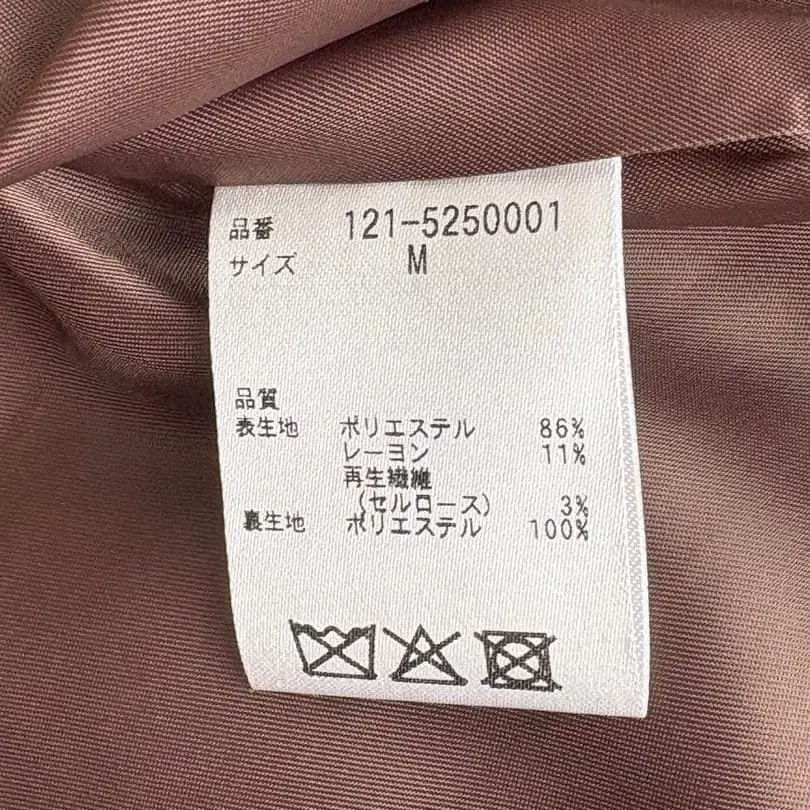 品番 121-5250001
サイズ M
品質
表生地 ポリエステル 86%
レーヨン 11%
再生繊維
(セルロース) 3%
裏生地 ポリエステル 100%